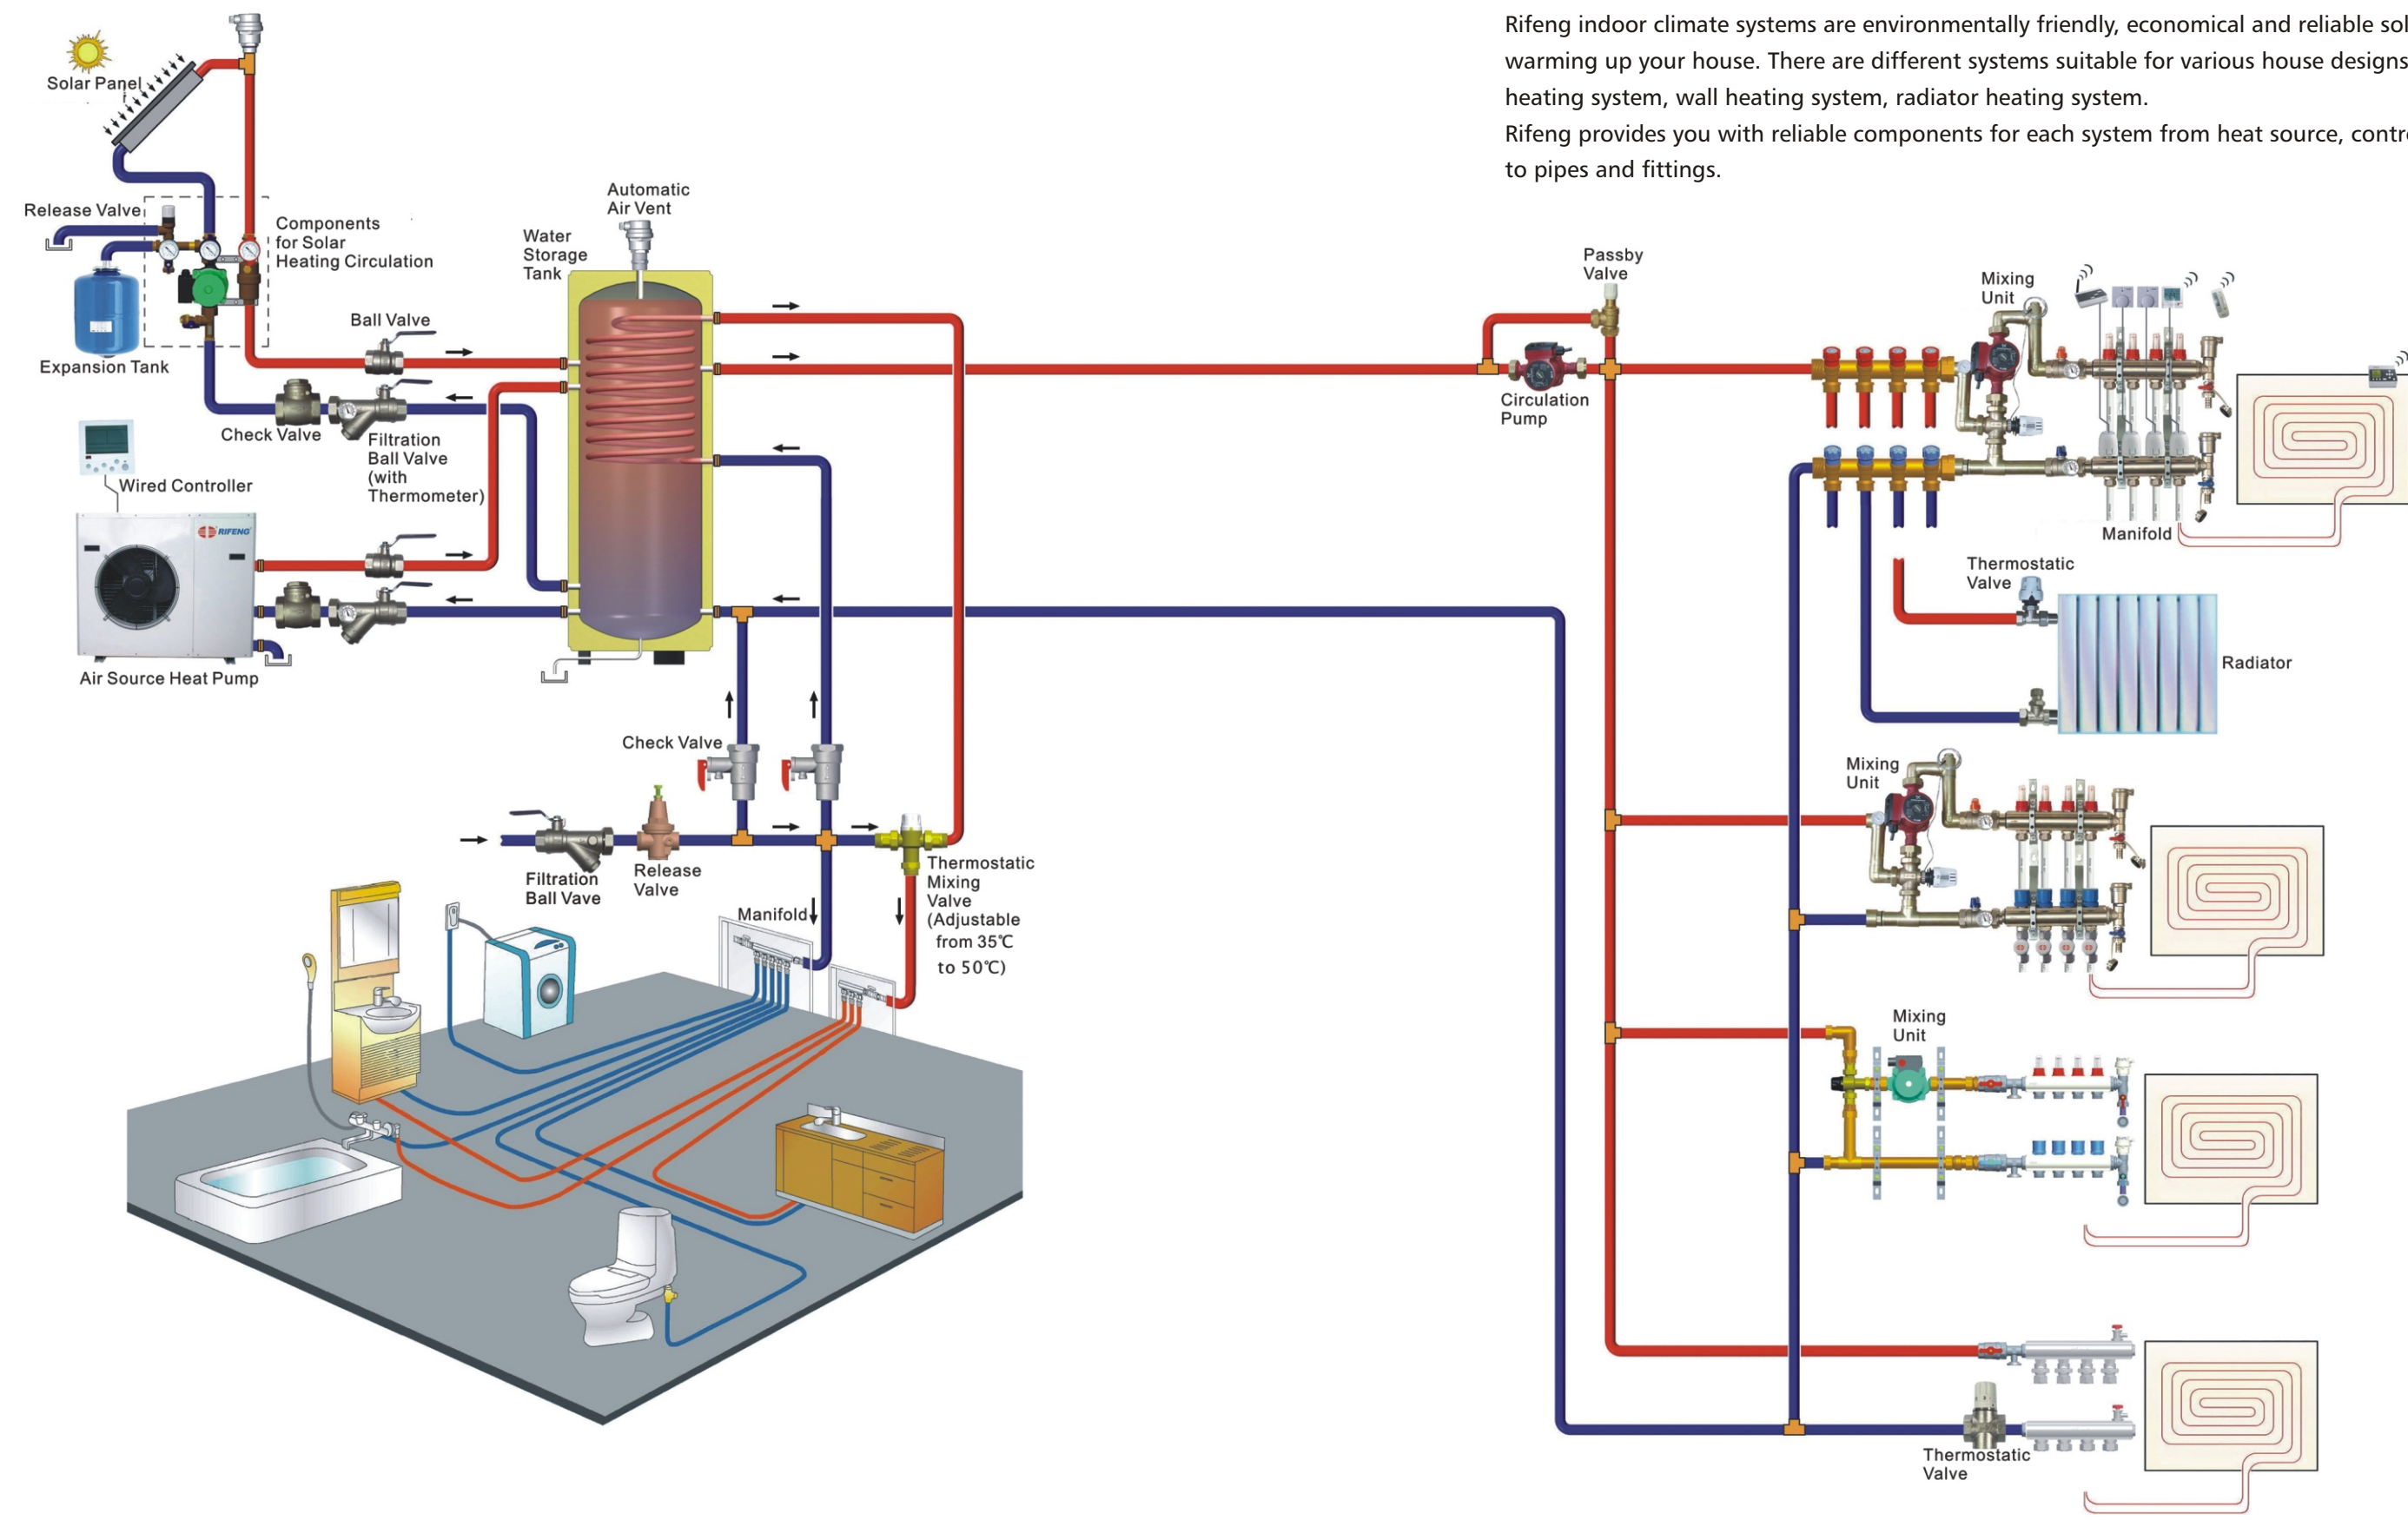 Rifeng indoor climate systems are environmentally friendly, economical and reliable
warming up your house. There are different systems suitable for various house designs
heating system, wall heating system, radiator heating system.
Rifeng provides you with reliable components for each system from heat source,
to pipes and fittings.
Solar Panel
Release Valve
Components
for Solar
Heating Circulation
Expansion Tank
Automatic
Air Vent
Water
Storage
Tank
Ball Valve
Check Valve
Filtration
Ball Valve
(with
Thermometer)
Wired Controller
RIFENG
Air Source Heat Pump
Passby
Valve
Circulation
Pump
Mixing
Unit
Manifold
Thermostatic
Valve
Radiator
Check Valve
Filtration
Ball Vave
Release
Valve
Thermostatic
Mixing
Valve
(Adjustable
from 35℃
to 50℃)
Manifold
Mixing
Unit
Mixing
Unit
Thermostatic
Valve